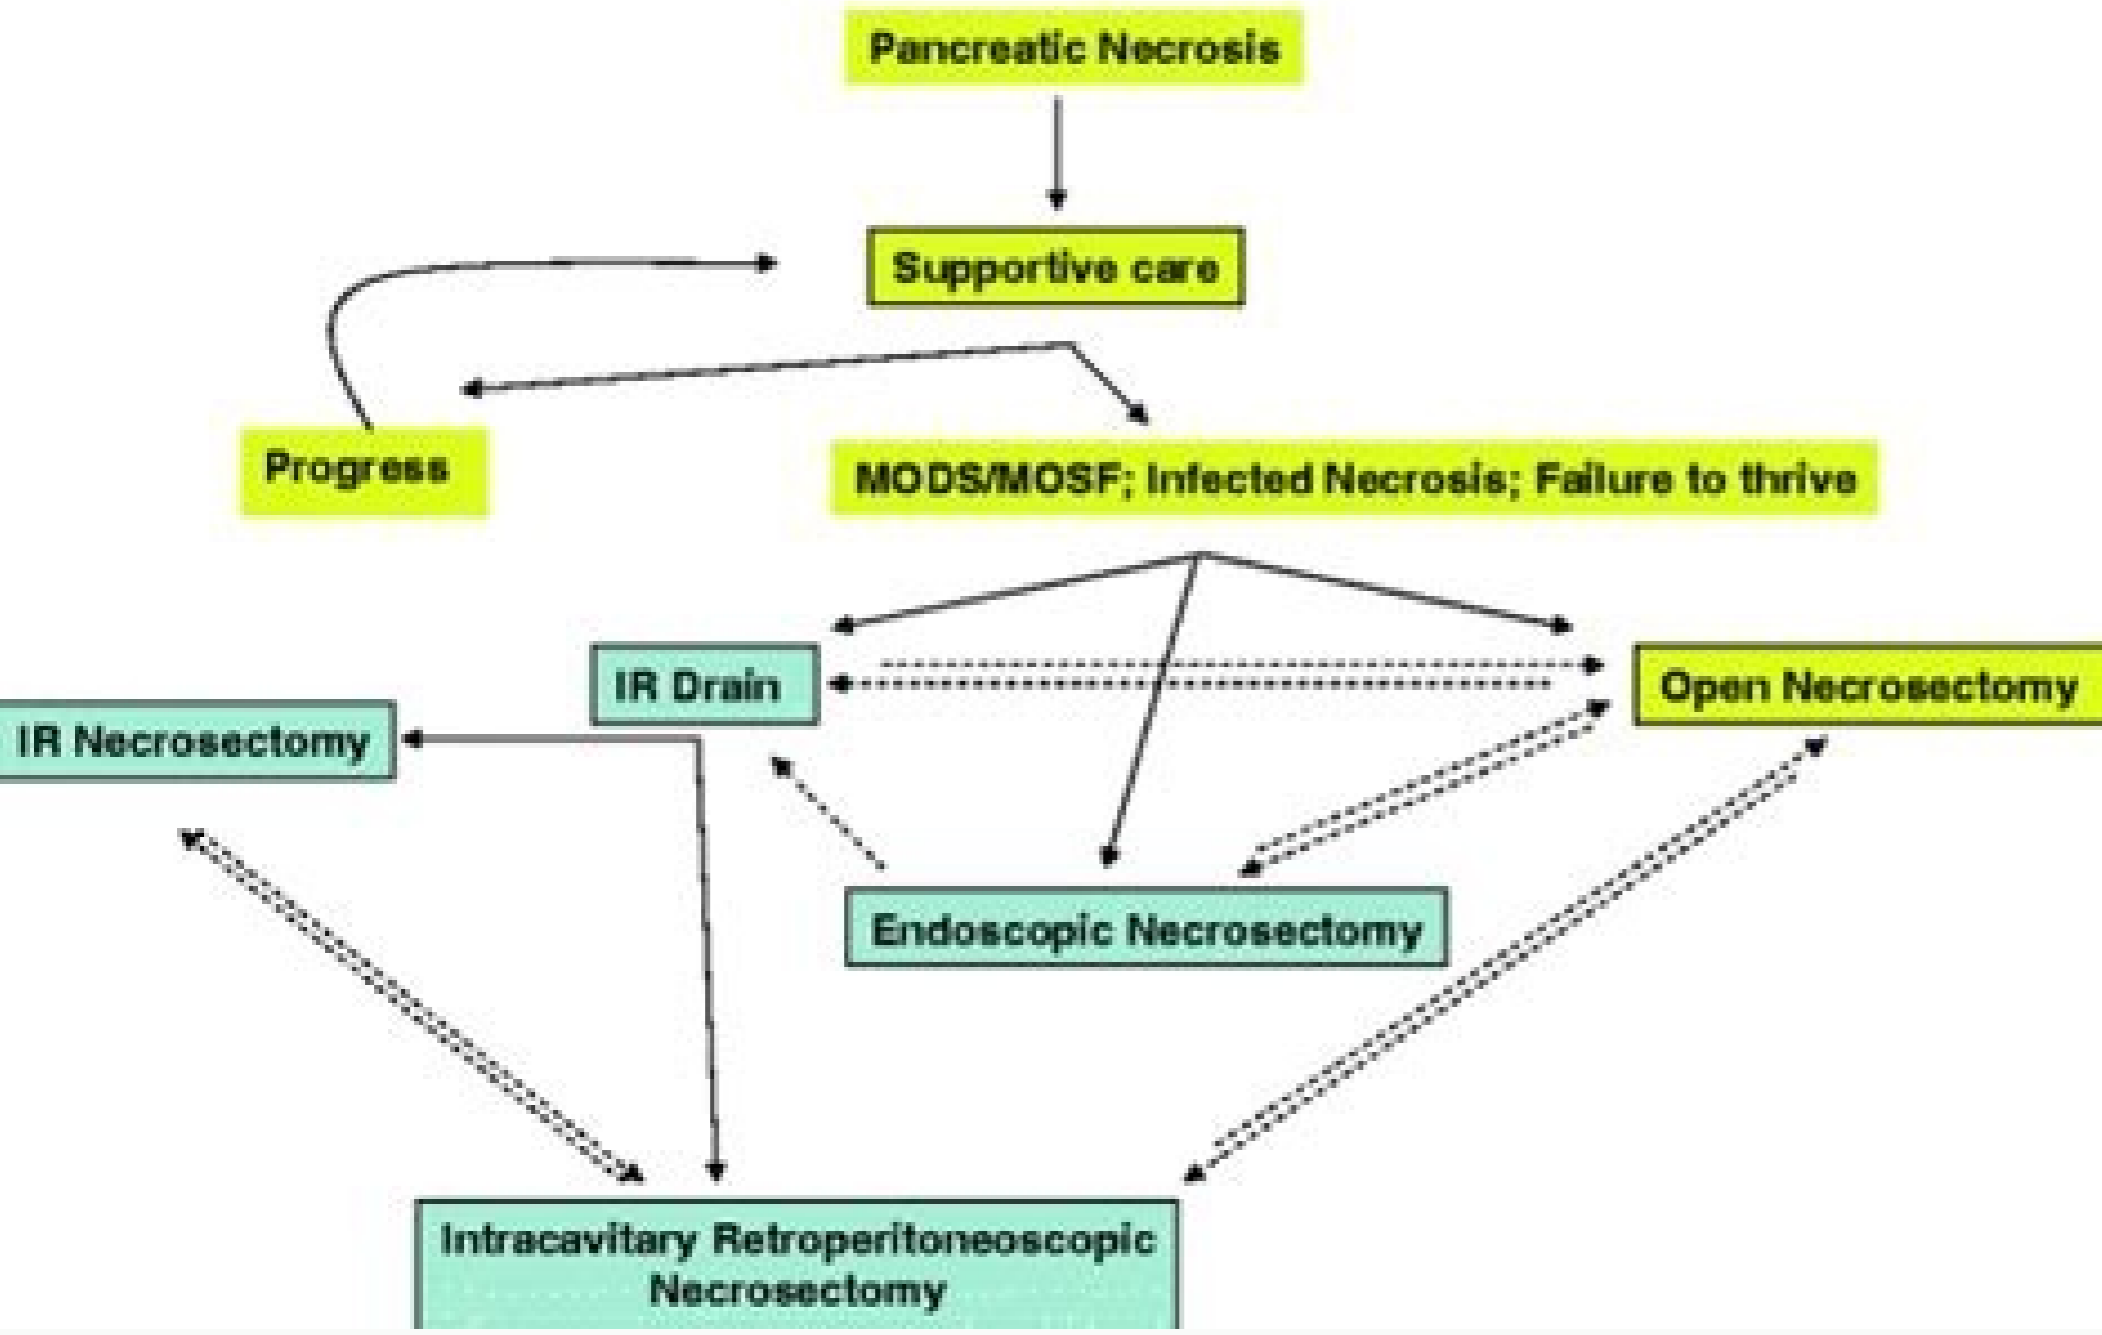 Pancreatic Necrosis
Supportive care
Progress
MODS/MOSF; Infected Necrosis; Failure to thrive
IR Drain
Open Necrosectomy
IR Necrosectomy
Endoscopic Necrosectomy
Intracavitary Retroperitoneoscopic
Necrosectomy